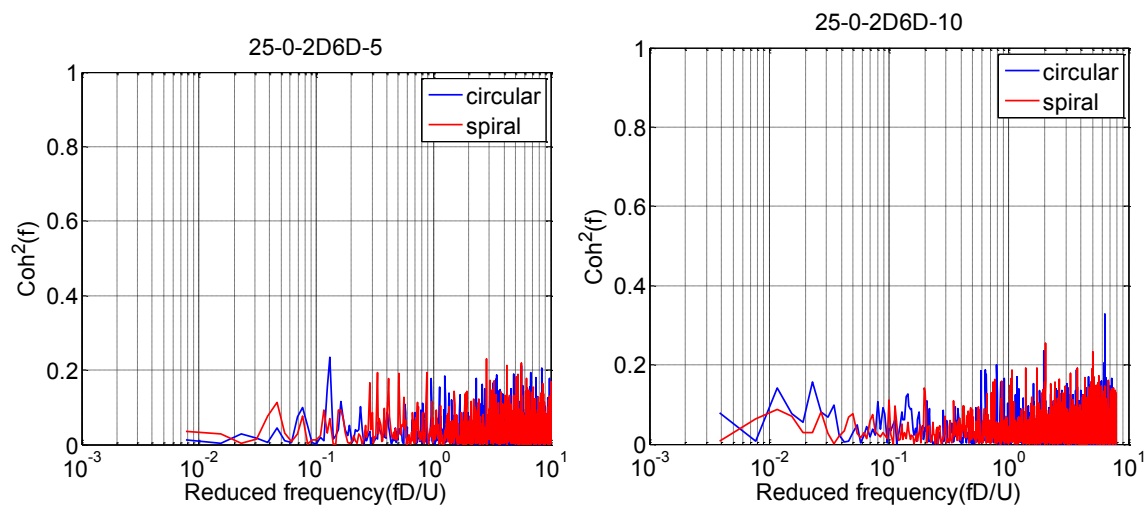 25-0-2D6D-5
circular
spiral
Coh²(f)
1
0.8
0.6
0.4
0.2
0
10⁻³ 10⁻² 10⁻¹ 10⁰ 10¹
Reduced frequency(fD/U)
25-0-2D6D-10
circular
spiral
Coh²(f)
1
0.8
0.6
0.4
0.2
0
10⁻³ 10⁻² 10⁻¹ 10⁰ 10¹
Reduced frequency(fD/U)